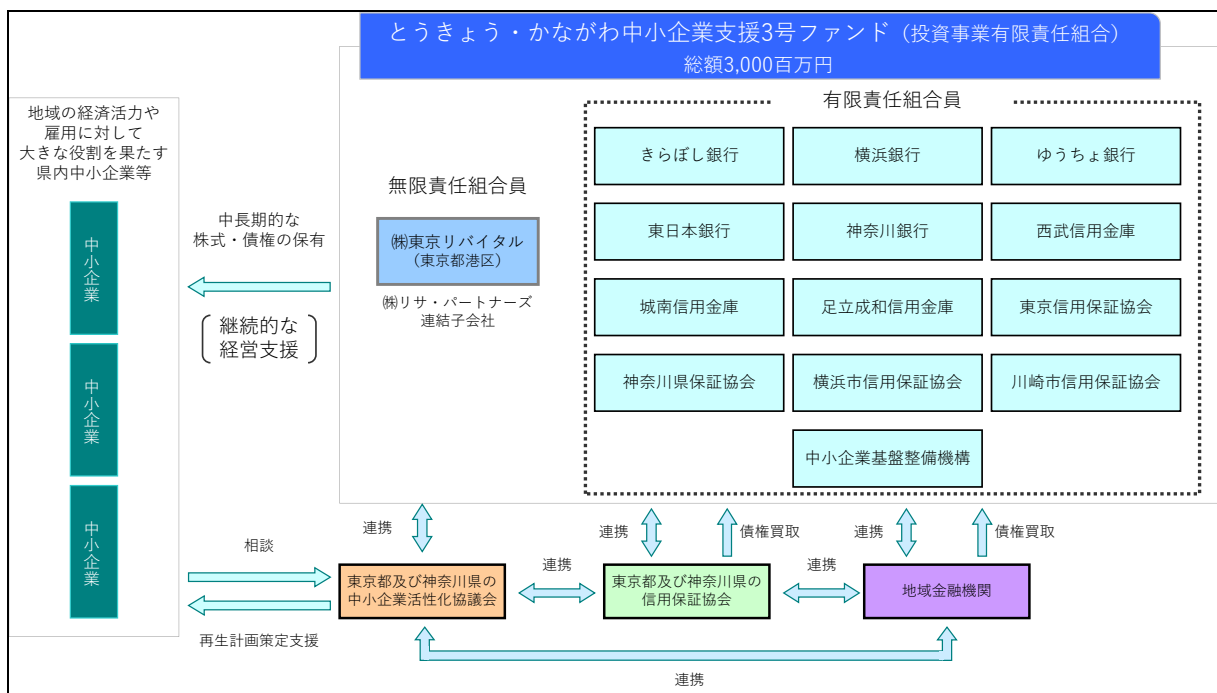 とうきょう・かながわ中小企業支援3号ファンド（投資事業有限責任組合）
総額3,000百万円
地域の経済活力や
雇用に対して
大きな役割を果たす
県内中小企業等
中小企業
中小企業
中小企業
中長期的な
株式・債権の保有
継続的な
経営支援
無限責任組合員
㈱東京リバイタル
（東京都港区）
㈱リサ・パートナーズ
連結子会社
有限責任組合員
きらぼし銀行
横浜銀行
ゆうちょ銀行
東日本銀行
神奈川銀行
西武信用金庫
城南信用金庫
足立成和信用金庫
東京信用保証協会
神奈川県保証協会
横浜市信用保証協会
川崎市信用保証協会
中小企業基盤整備機構
連携
連携
債権買取
連携
債権買取
相談
再生計画策定支援
東京都及び神奈川県の
中小企業活性化協議会
連携
東京都及び神奈川県の
信用保証協会
連携
地域金融機関
連携